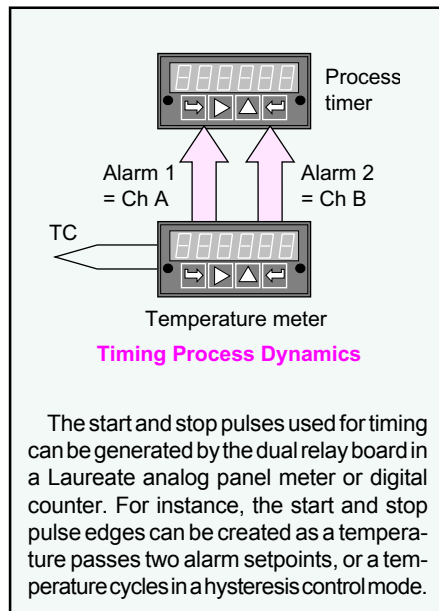 Process
timer
Alarm 1
= Ch A
Alarm 2
= Ch B
TC
Temperature meter
Timing Process Dynamics
The start and stop pulses used for timing
can be generated by the dual relay board in
a Laureate analog panel meter or digital
counter. For instance, the start and stop
pulse edges can be created as a tempera-
ture passes two alarm setpoints, or a tem-
perature cycles in a hysteresis control mode.